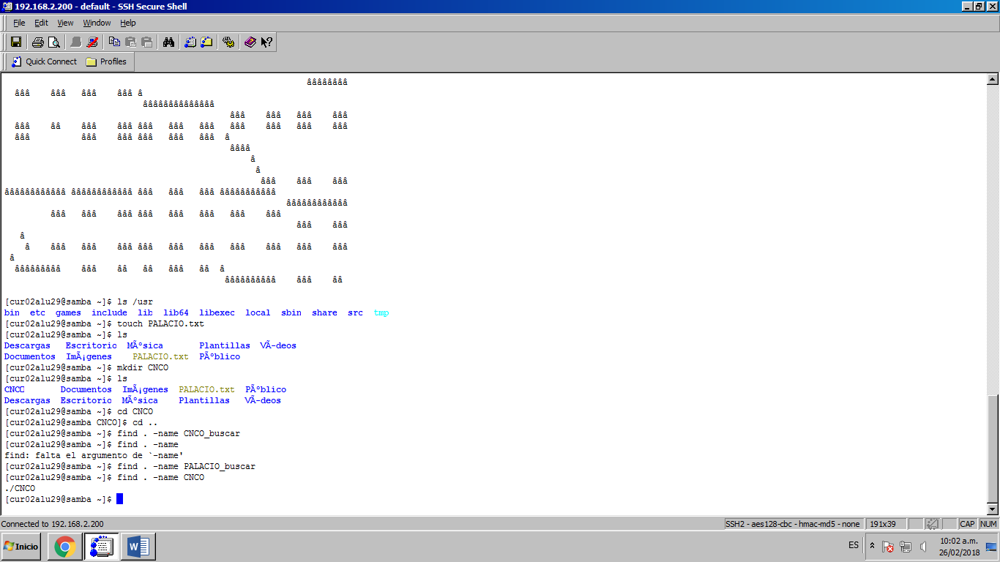 192.168.2.200 - default - SSH Secure Shell
File Edit View Window Help
Quick Connect Profiles
ââââââââ
âââ âââ âââ âââ â
ââââââââââââââ
âââ âââ âââ âââ
âââ ââ âââ âââ âââ âââ âââ âââ âââ âââ âââ
âââ âââ âââ âââ âââ âââ â
ââââ
â
â
âââ âââ âââ
ââââââââââââ ââââââââââââ âââ âââ âââ âââââââââââ
ââââââââââââ
âââ âââ âââ âââ âââ âââ âââ âââ
âââ âââ
â
â âââ âââ âââ âââ âââ âââ âââ âââ âââ âââ
â
âââââââââ âââ ââ ââ âââ ââ â
ââââââââââ âââ ââ
[cur02alu29@samba ~]$ ls /usr
bin etc games include lib lib64 libexec local sbin share src tmp
[cur02alu29@samba ~]$ touch PALACIO.txt
[cur02alu29@samba ~]$ ls
Descargas Escritorio MÃºsica Plantillas VÃ-deos
Documentos ImÃ¡genes PALACIO.txt PÃºblico
[cur02alu29@samba ~]$ mkdir CNCO
[cur02alu29@samba ~]$ ls
CNCO Documentos ImÃ¡genes PALACIO.txt PÃºblico
Descargas Escritorio MÃºsica Plantillas VÃ-deos
[cur02alu29@samba ~]$ cd CNCO
[cur02alu29@samba CNCO]$ cd ..
[cur02alu29@samba ~]$ find . -name CNCO_buscar
[cur02alu29@samba ~]$ find . -name
find: falta el argumento de `-name'
[cur02alu29@samba ~]$ find . -name PALACIO_buscar
[cur02alu29@samba ~]$ find . -name CNCO
./CNCO
[cur02alu29@samba ~]$
Connected to 192.168.2.200 SSH2 - aes128-cbc - hmac-md5 - none 191x39 CAP NUM
Inicio ES 10:02 a.m.
26/02/2018